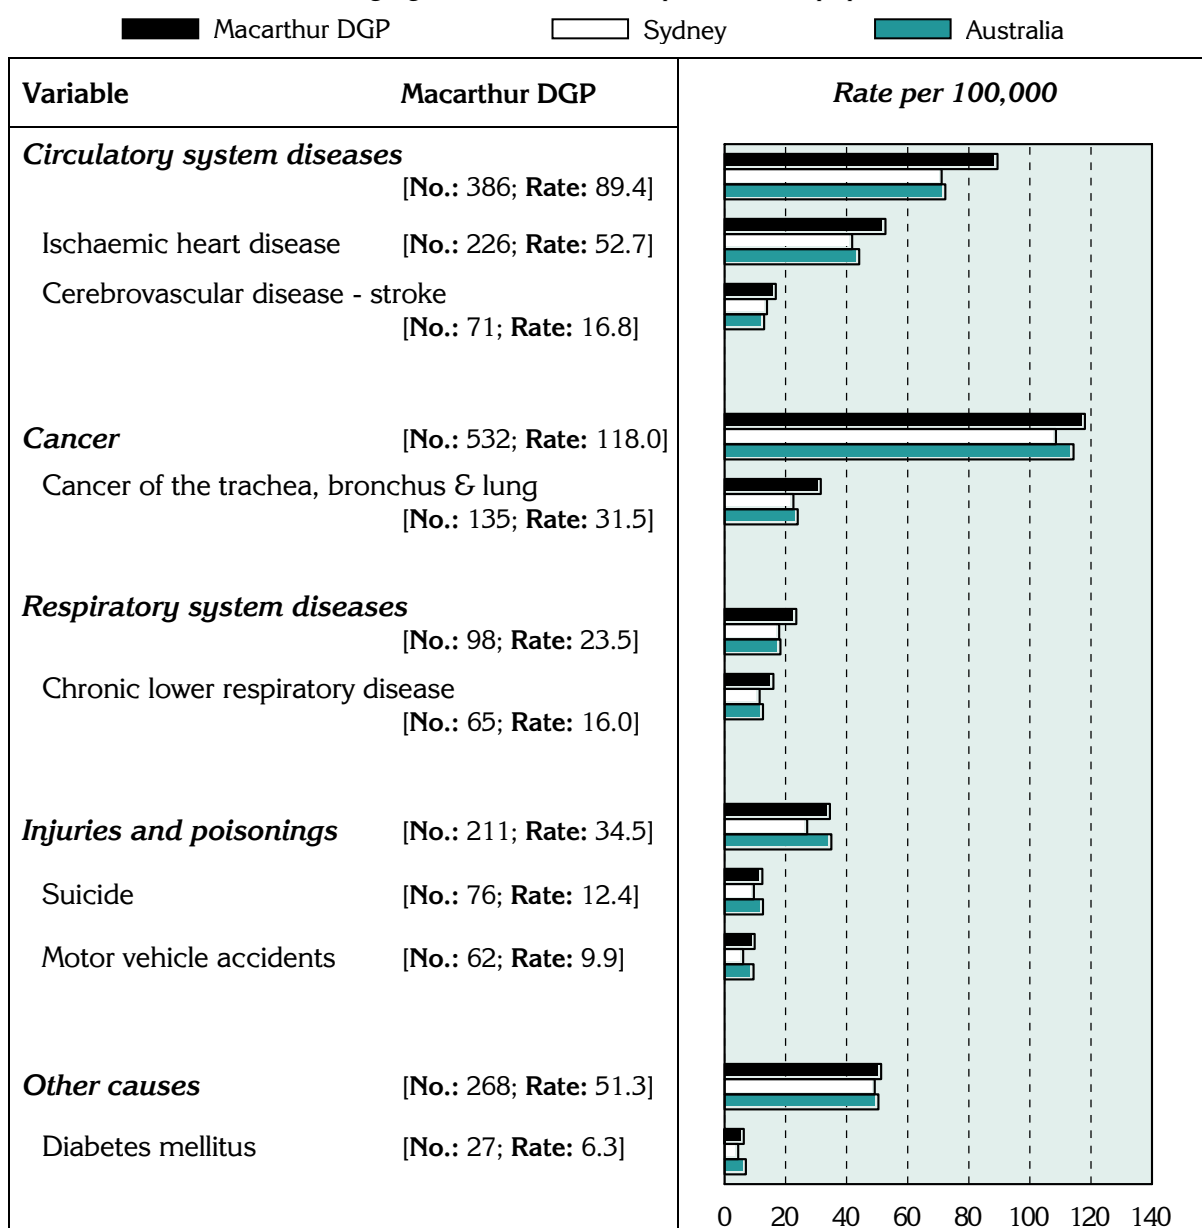 Macarthur DGP Sydney Australia
Variable Macarthur DGP Rate per 100,000
Circulatory system diseases
[No.: 386; Rate: 89.4]
Ischaemic heart disease [No.: 226; Rate: 52.7]
Cerebrovascular disease - stroke
[No.: 71; Rate: 16.8]
Cancer [No.: 532; Rate: 118.0]
Cancer of the trachea, bronchus & lung
[No.: 135; Rate: 31.5]
Respiratory system diseases
[No.: 98; Rate: 23.5]
Chronic lower respiratory disease
[No.: 65; Rate: 16.0]
Injuries and poisonings [No.: 211; Rate: 34.5]
Suicide [No.: 76; Rate: 12.4]
Motor vehicle accidents [No.: 62; Rate: 9.9]
Other causes [No.: 268; Rate: 51.3]
Diabetes mellitus [No.: 27; Rate: 6.3]
0 20 40 60 80 100 120 140